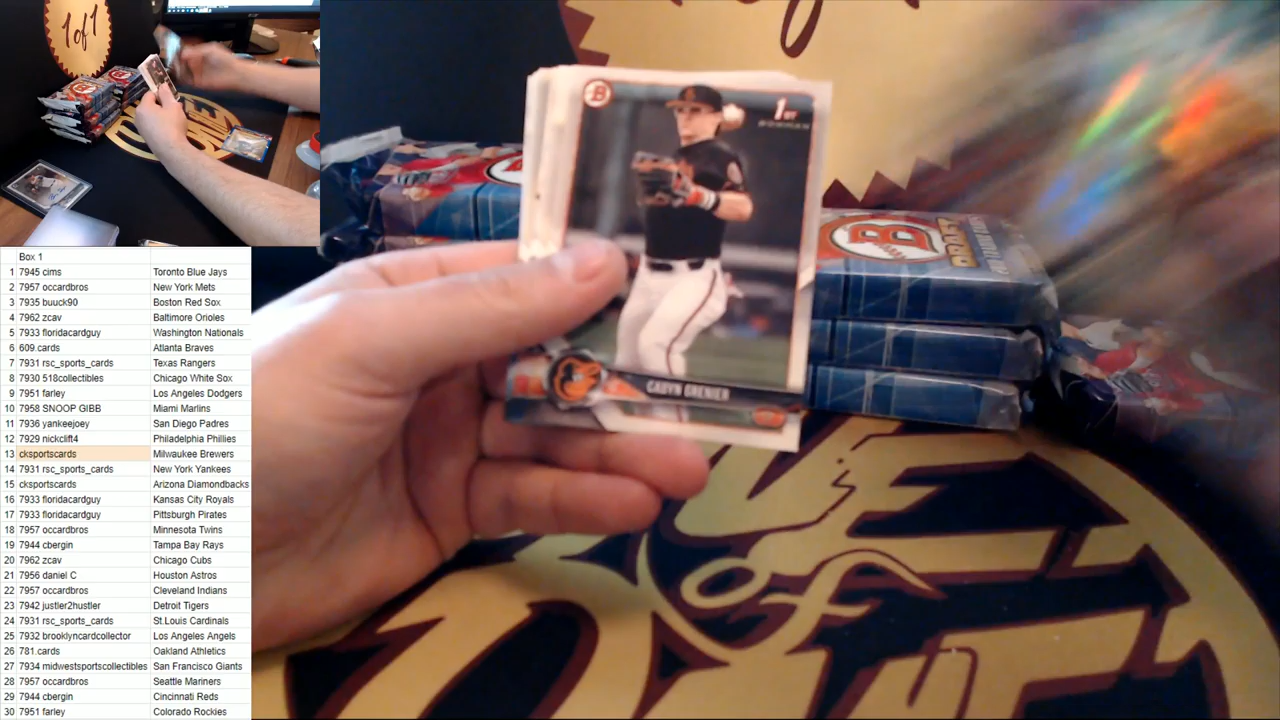 1 of 1
Box 1
1 7945 cims Toronto Blue Jays
2 7957 occardbros New York Mets
3 7935 buuck90 Boston Red Sox
4 7962 zcav Baltimore Orioles
5 7933 floridacardguy Washington Nationals
6 609.cards Atlanta Braves
7 7931 rsc_sports_cards Texas Rangers
8 7930 518collectibles Chicago White Sox
9 7951 farley Los Angeles Dodgers
10 7958 SNOOP GIBB Miami Marlins
11 7936 yankeejoey San Diego Padres
12 7929 nickclift4 Philadelphia Phillies
13 cksportscards Milwaukee Brewers
14 7931 rsc_sports_cards New York Yankees
15 cksportscards Arizona Diamondbacks
16 7933 floridacardguy Kansas City Royals
17 7933 floridacardguy Pittsburgh Pirates
18 7957 occardbros Minnesota Twins
19 7944 cbergin Tampa Bay Rays
20 7962 zcav Chicago Cubs
21 7956 daniel C Houston Astros
22 7957 occardbros Cleveland Indians
23 7942 justler2hustler Detroit Tigers
24 7931 rsc_sports_cards St.Louis Cardinals
25 7932 brooklyncardcollector Los Angeles Angels
26 781.cards Oakland Athletics
27 7934 midwestsportscollectibles San Francisco Giants
28 7957 occardbros Seattle Mariners
29 7944 cbergin Cincinnati Reds
30 7951 farley Colorado Rockies
B
1ST
BOWMAN
CADYN GRENIER
B
DRAFT
of